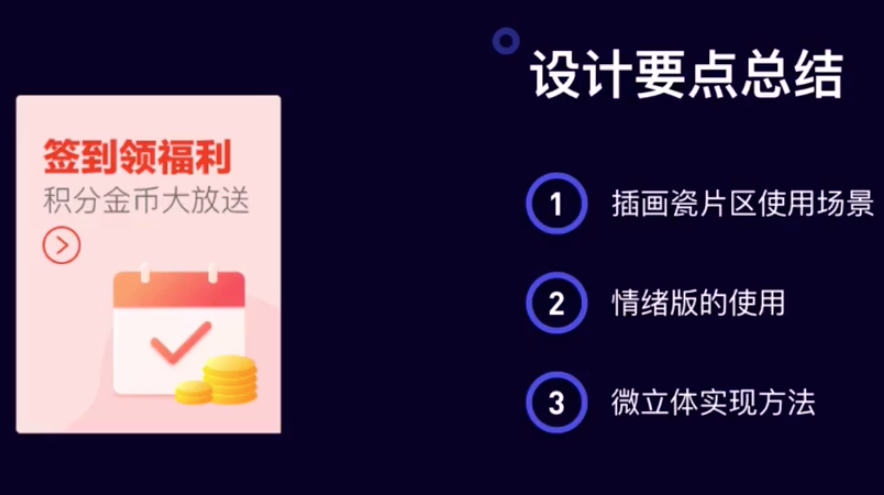 签到领福利
积分金币大放送
设计要点总结
1 插画瓷片区使用场景
2 情绪版的使用
3 微立体实现方法